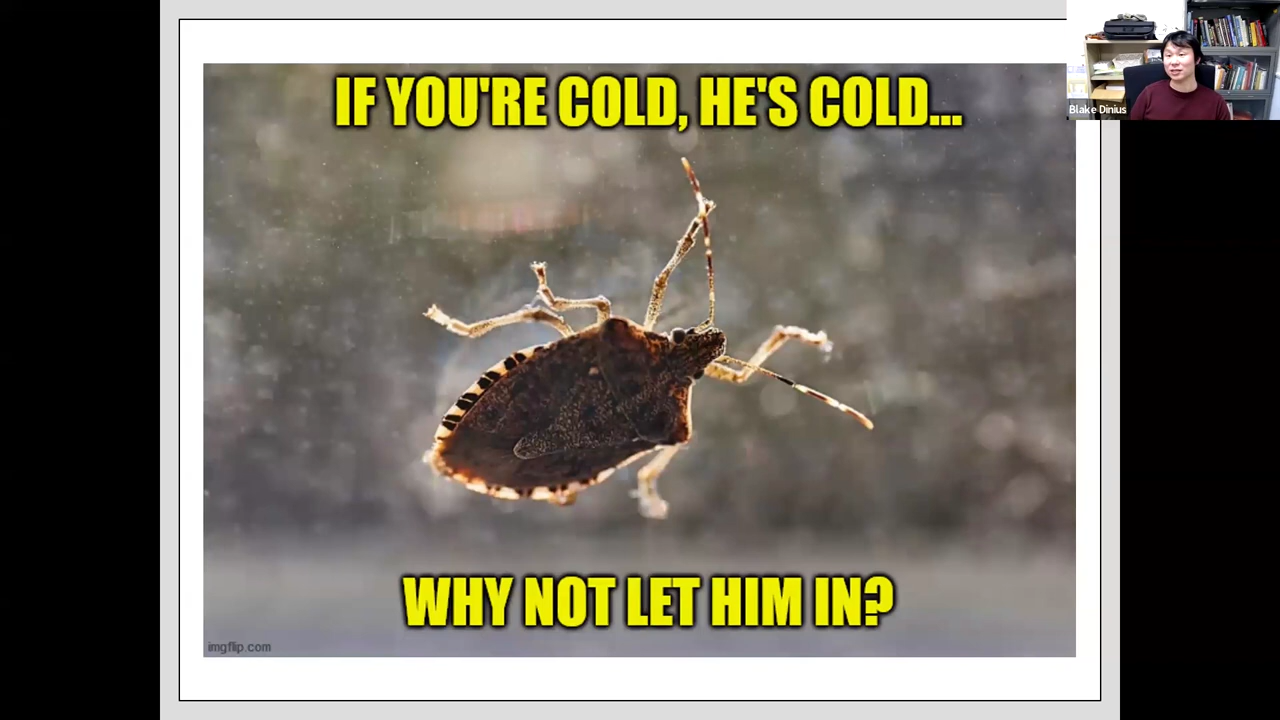 IF YOU'RE COLD, HE'S COLD...
Blake Dinius
WHY NOT LET HIM IN?
imgflip.com